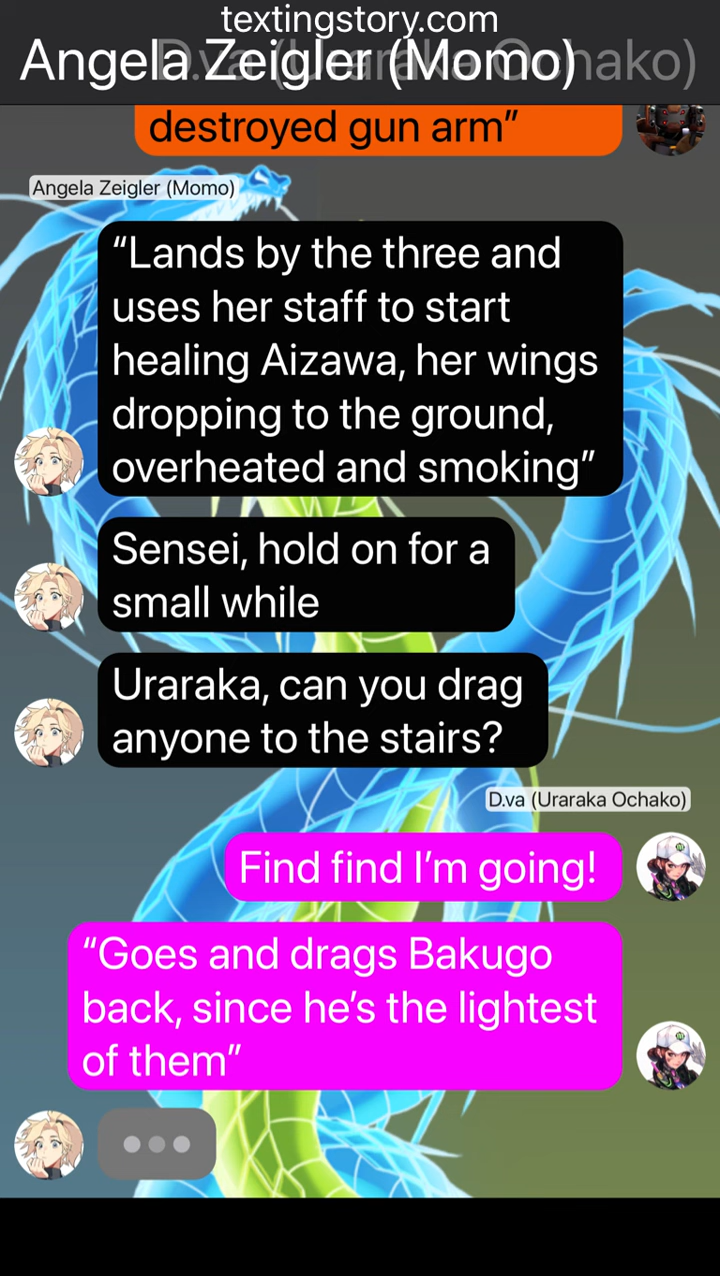 textingstory.com
Angela Zeigler (Momo)
D.va (Uraraka Ochako)
destroyed gun arm”
Angela Zeigler (Momo)
“Lands by the three and
uses her staff to start
healing Aizawa, her wings
dropping to the ground,
overheated and smoking”
Sensei, hold on for a
small while
Uraraka, can you drag
anyone to the stairs?
D.va (Uraraka Ochako)
Find find I’m going!
“Goes and drags Bakugo
back, since he’s the lightest
of them”